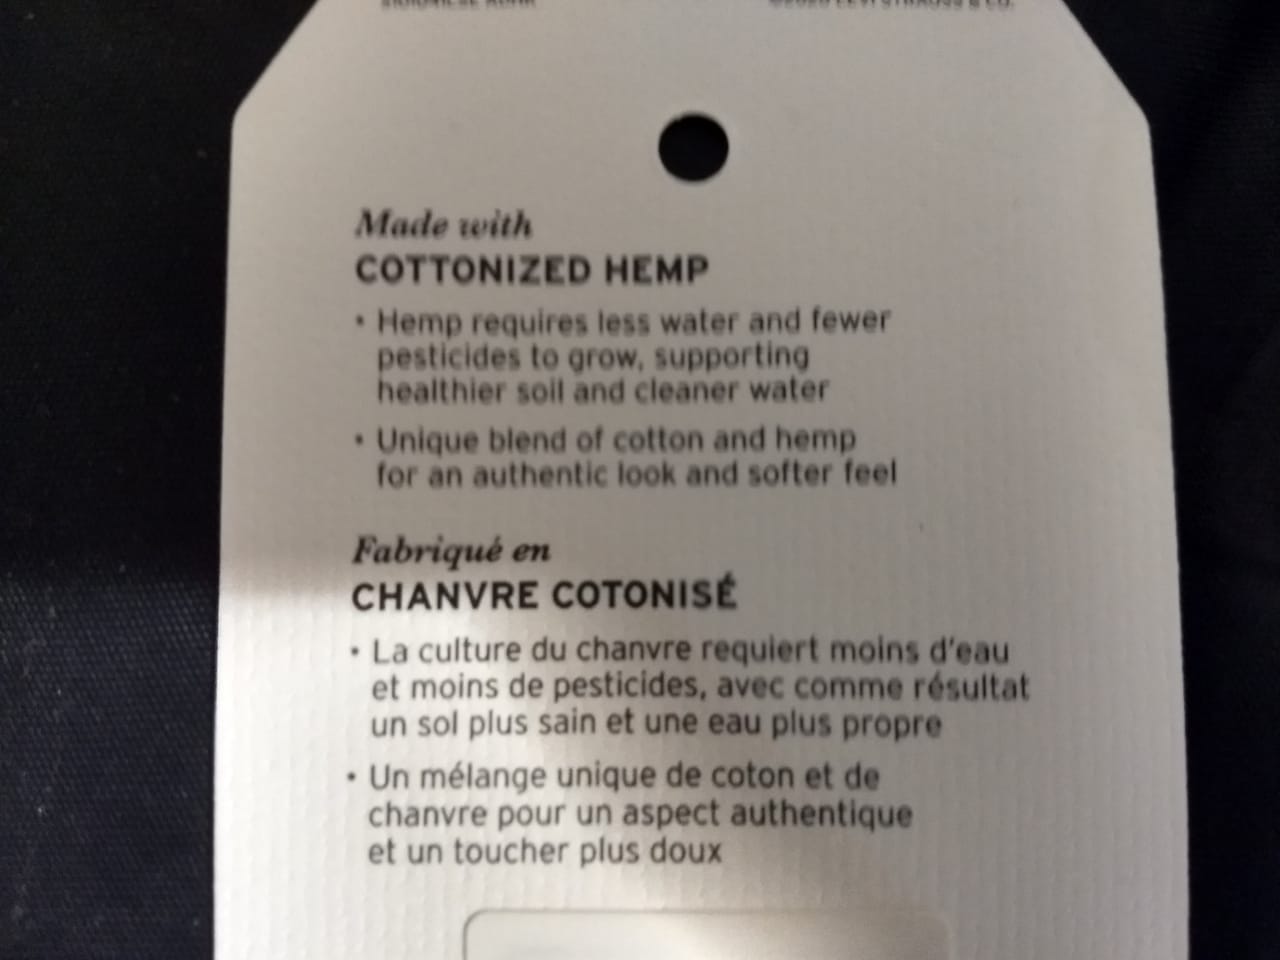 ©2020 LEVI STRAUSS & CO.
Made with
COTTONIZED HEMP
• Hemp requires less water and fewer
pesticides to grow, supporting
healthier soil and cleaner water
• Unique blend of cotton and hemp
for an authentic look and softer feel
Fabriqué en
CHANVRE COTONISÉ
• La culture du chanvre requiert moins d'eau
et moins de pesticides, avec comme résultat
un sol plus sain et une eau plus propre
• Un mélange unique de coton et de
chanvre pour un aspect authentique
et un toucher plus doux